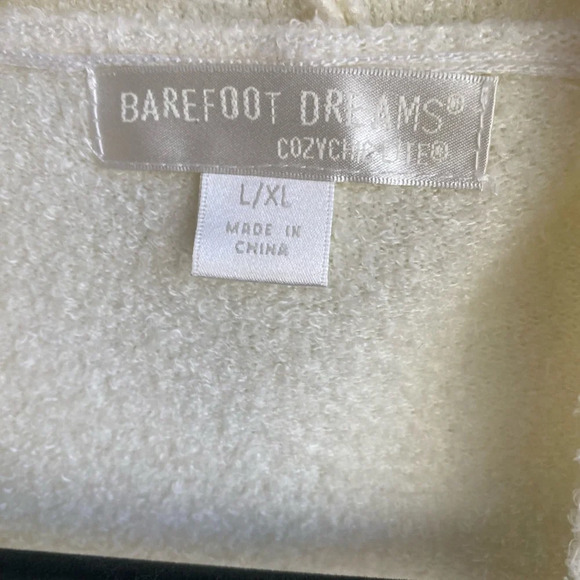 BAREFOOT DREAMS®
COZYCHIC LITE®
L/XL
MADE IN
CHINA